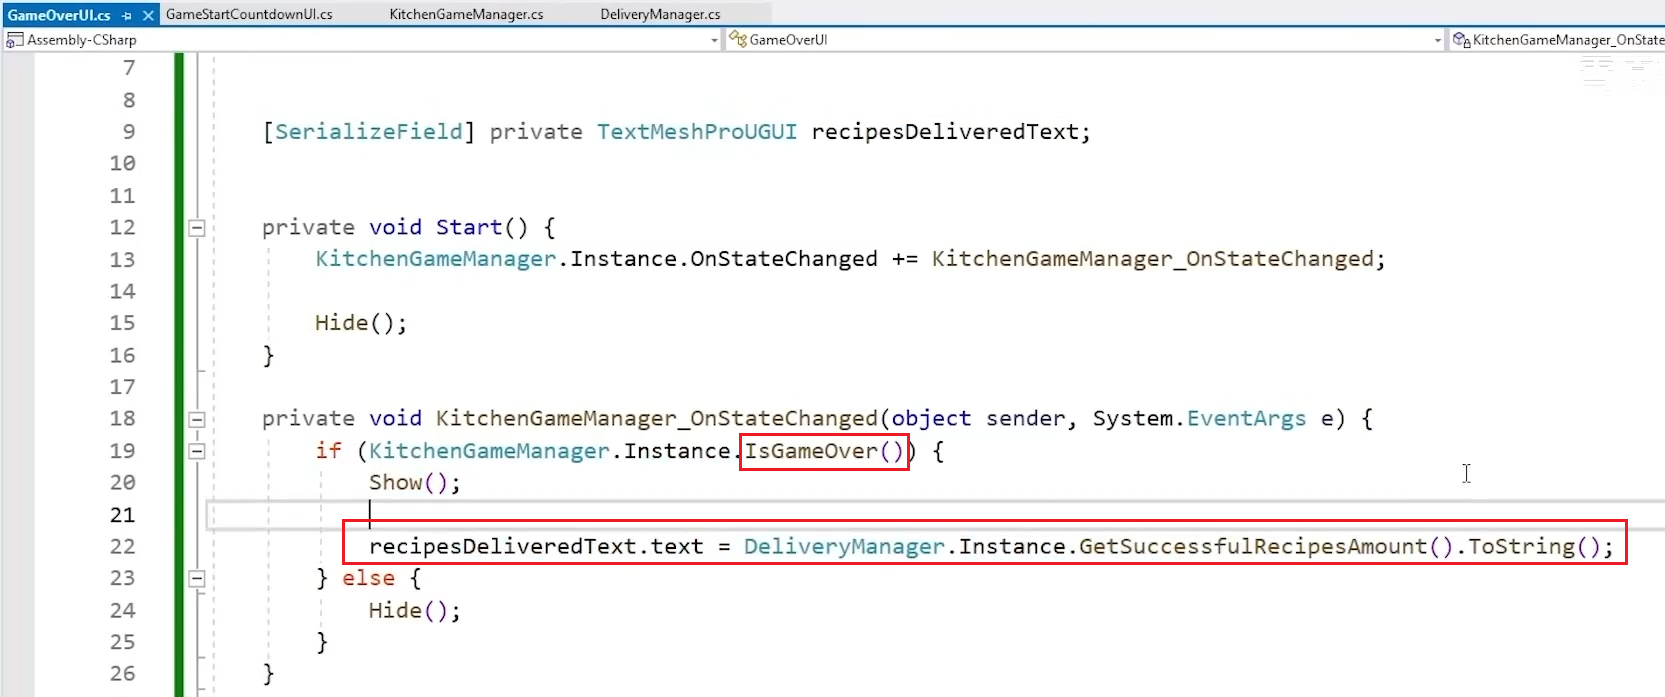 GameOverUI.cs GameStartCountdownUI.cs KitchenGameManager.cs DeliveryManager.cs
Assembly-CSharp GameOverUI KitchenGameManager_OnState
7
8
9 [SerializeField] private TextMeshProUGUI recipesDeliveredText;
10
11
12 private void Start() {
13 KitchenGameManager.Instance.OnStateChanged += KitchenGameManager_OnStateChanged;
14
15 Hide();
16 }
17
18 private void KitchenGameManager_OnStateChanged(object sender, System.EventArgs e) {
19 if (KitchenGameManager.Instance.IsGameOver()) {
20 Show();
21
22 recipesDeliveredText.text = DeliveryManager.Instance.GetSuccessfulRecipesAmount().ToString();
23 } else {
24 Hide();
25 }
26 }